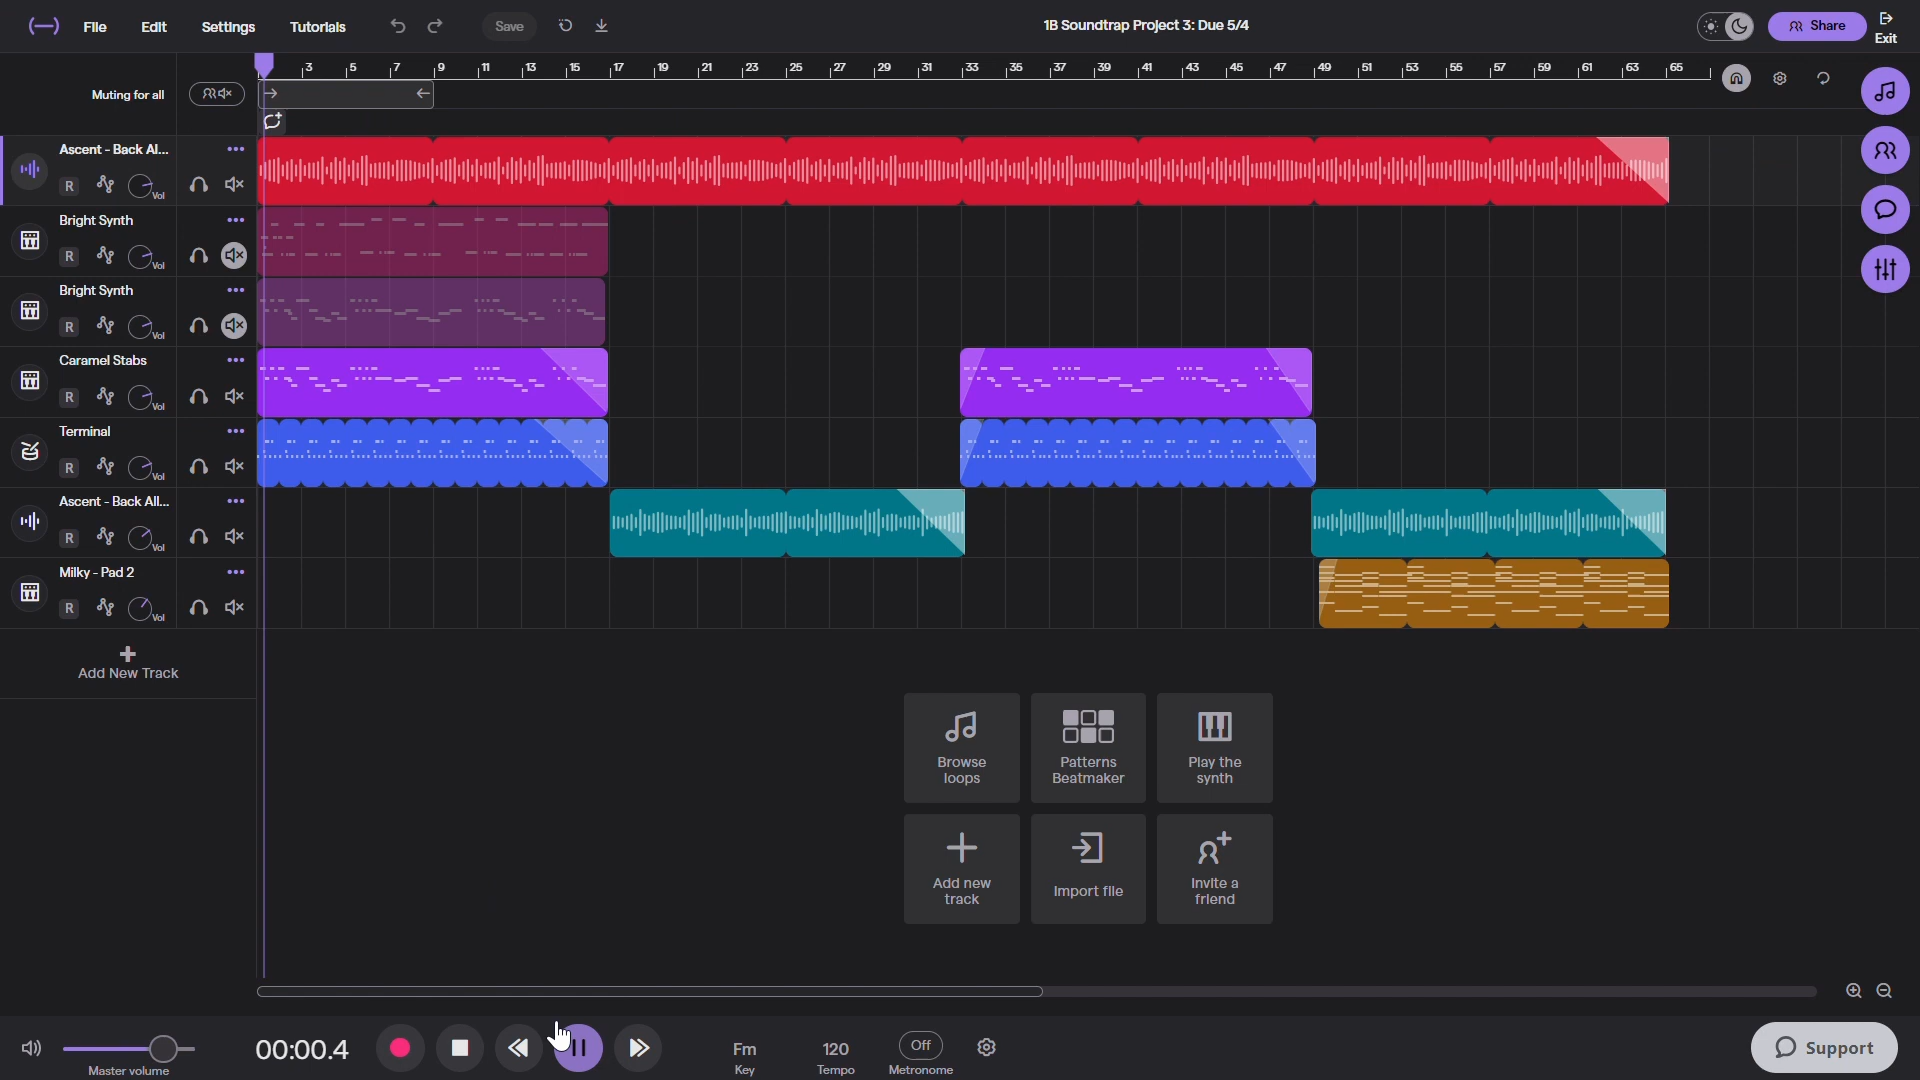 File Edit Settings Tutorials Save 1B Soundtrap Project 3: Due 5/4 Share Exit
3 5 7 9 11 13 15 17 19 21 23 25 27 29 31 33 35 37 39 41 43 45 47 49 51 53 55 57 59 61 63 65
Muting for all
Ascent - Back Al...
R Vol
Bright Synth
R Vol
Bright Synth
R Vol
Caramel Stabs
R Vol
Terminal
R Vol
Ascent - Back All...
R Vol
Milky - Pad 2
R Vol
Add New Track
Browse
loops
Patterns
Beatmaker
Play the
synth
Add new
track
Import file
Invite a
friend
Master volume
00:00.4
Fm
Key
120
Tempo
Off
Metronome
Support